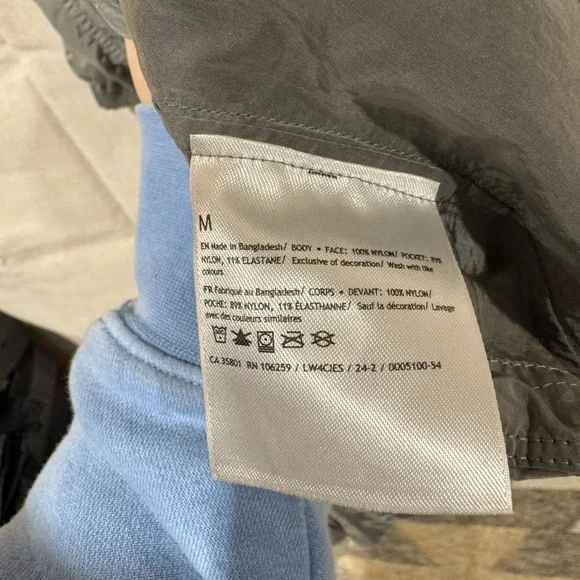 M
EN Made in Bangladesh/ BODY • FACE: 100% NYLON/ POCKET: 89%
NYLON, 11% ELASTANE/ Exclusive of decoration/ Wash with like
colours
FR Fabriqué au Bangladesh/ CORPS • DEVANT: 100% NYLON/
POCHE: 89% NYLON, 11% ÉLASTHANNE/ Sauf la décoration/ Lavage
avec des couleurs similaires
CA 35801 RN 106259 / LW4CIES / 24-2 / 0005100-54